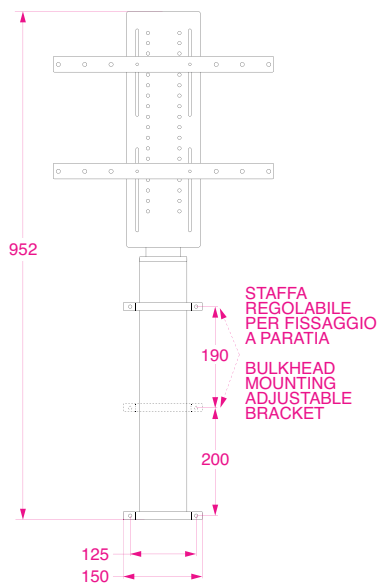 952
STAFFA
REGOLABILE
PER FISSAGGIO
A PARATIA
190
BULKHEAD
MOUNTING
ADJUSTABLE
BRACKET
200
125
150